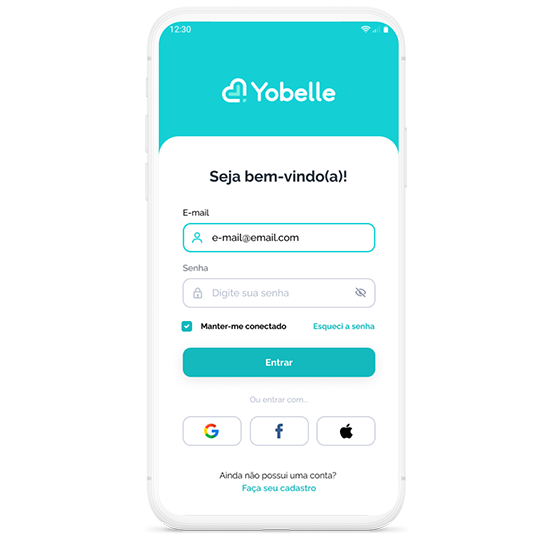 12:30
Yobelle
Seja bem-vindo(a)!
E-mail
e-mail@email.com
Senha
Digite sua senha
Manter-me conectado Esqueci a senha
Entrar
Ou entrar com...
Ainda não possui uma conta?
Faça seu cadastro